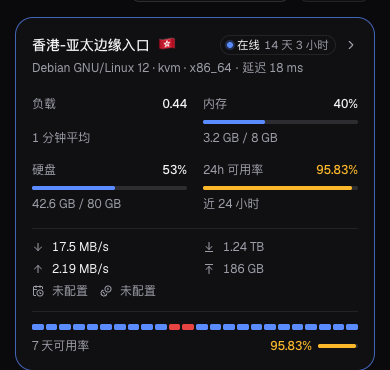 香港-亚太边缘入口 🇭🇰 在线 14 天 3 小时
Debian GNU/Linux 12 · kvm · x86_64 · 延迟 18 ms
负载 0.44 内存 40%
1 分钟平均 3.2 GB / 8 GB
硬盘 53% 24h 可用率 95.83%
42.6 GB / 80 GB 近 24 小时
17.5 MB/s 1.24 TB
2.19 MB/s 186 GB
未配置 未配置
7 天可用率 95.83%